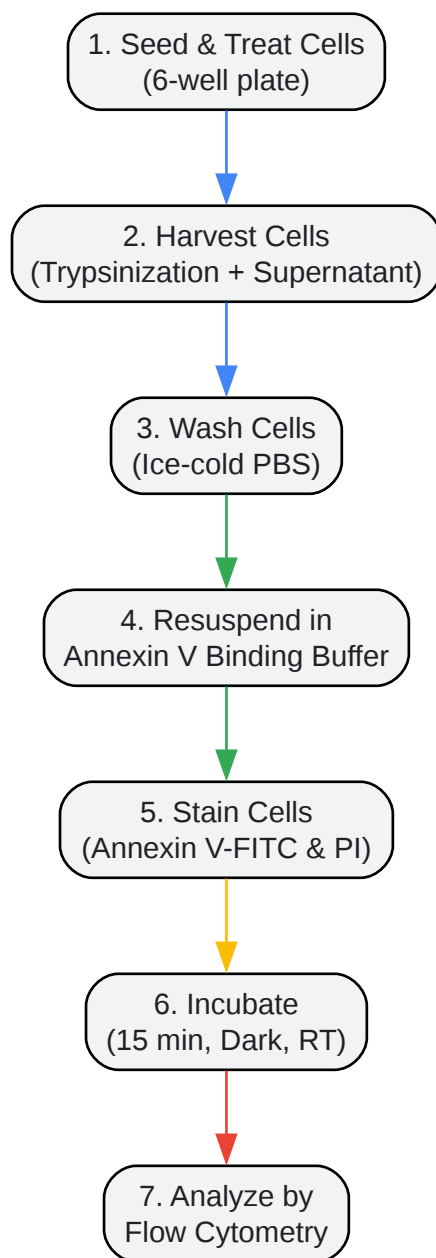 1. Seed & Treat Cells
(6-well plate)
2. Harvest Cells
(Trypsinization + Supernatant)
3. Wash Cells
(Ice-cold PBS)
4. Resuspend in
Annexin V Binding Buffer
5. Stain Cells
(Annexin V-FITC & PI)
6. Incubate
(15 min, Dark, RT)
7. Analyze by
Flow Cytometry